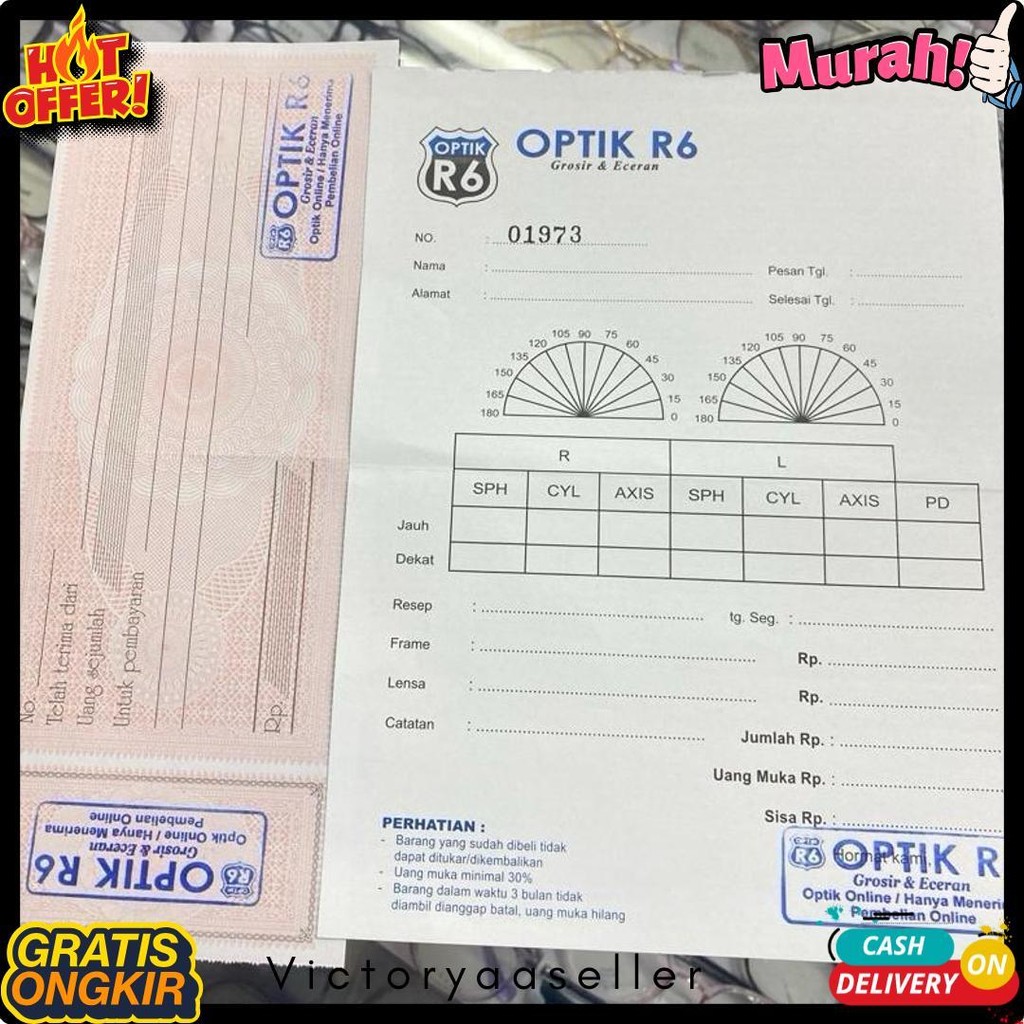 HOT
OFFER!
Murah!
OPTIK R6
Grosir & Eceran
Optik Online / Hanya Menerima
Pembelian Online
No.
Telah terima dari
Uang sejumlah
Untuk pembayaran
Rp.
OPTIK R6
Grosir & Eceran
Optik Online / Hanya Menerima
Pembelian Online
OPTIK
R6
OPTIK R6
Grosir & Eceran
NO. : 01973
Nama : Pesan Tgl. :
Alamat : Selesai Tgl. :
180 165 150 135 120 105 90 75 60 45 30 15 0
180 165 150 135 120 105 90 75 60 45 30 15 0
R L
SPH CYL AXIS SPH CYL AXIS PD
Jauh
Dekat
Resep : tg. Seg. :
Frame : Rp.
Lensa : Rp.
Catatan : Jumlah Rp. :
Uang Muka Rp. :
Sisa Rp. :
PERHATIAN :
- Barang yang sudah dibeli tidak
dapat ditukar/dikembalikan
- Uang muka minimal 30%
- Barang dalam waktu 3 bulan tidak
diambil dianggap batal, uang muka hilang
Hormat kami,
R6 OPTIK R
Grosir & Eceran
Optik Online / Hanya Meneri
Pembelian Online
GRATIS
ONGKIR
Victoryaaseller
CASH
ON
DELIVERY